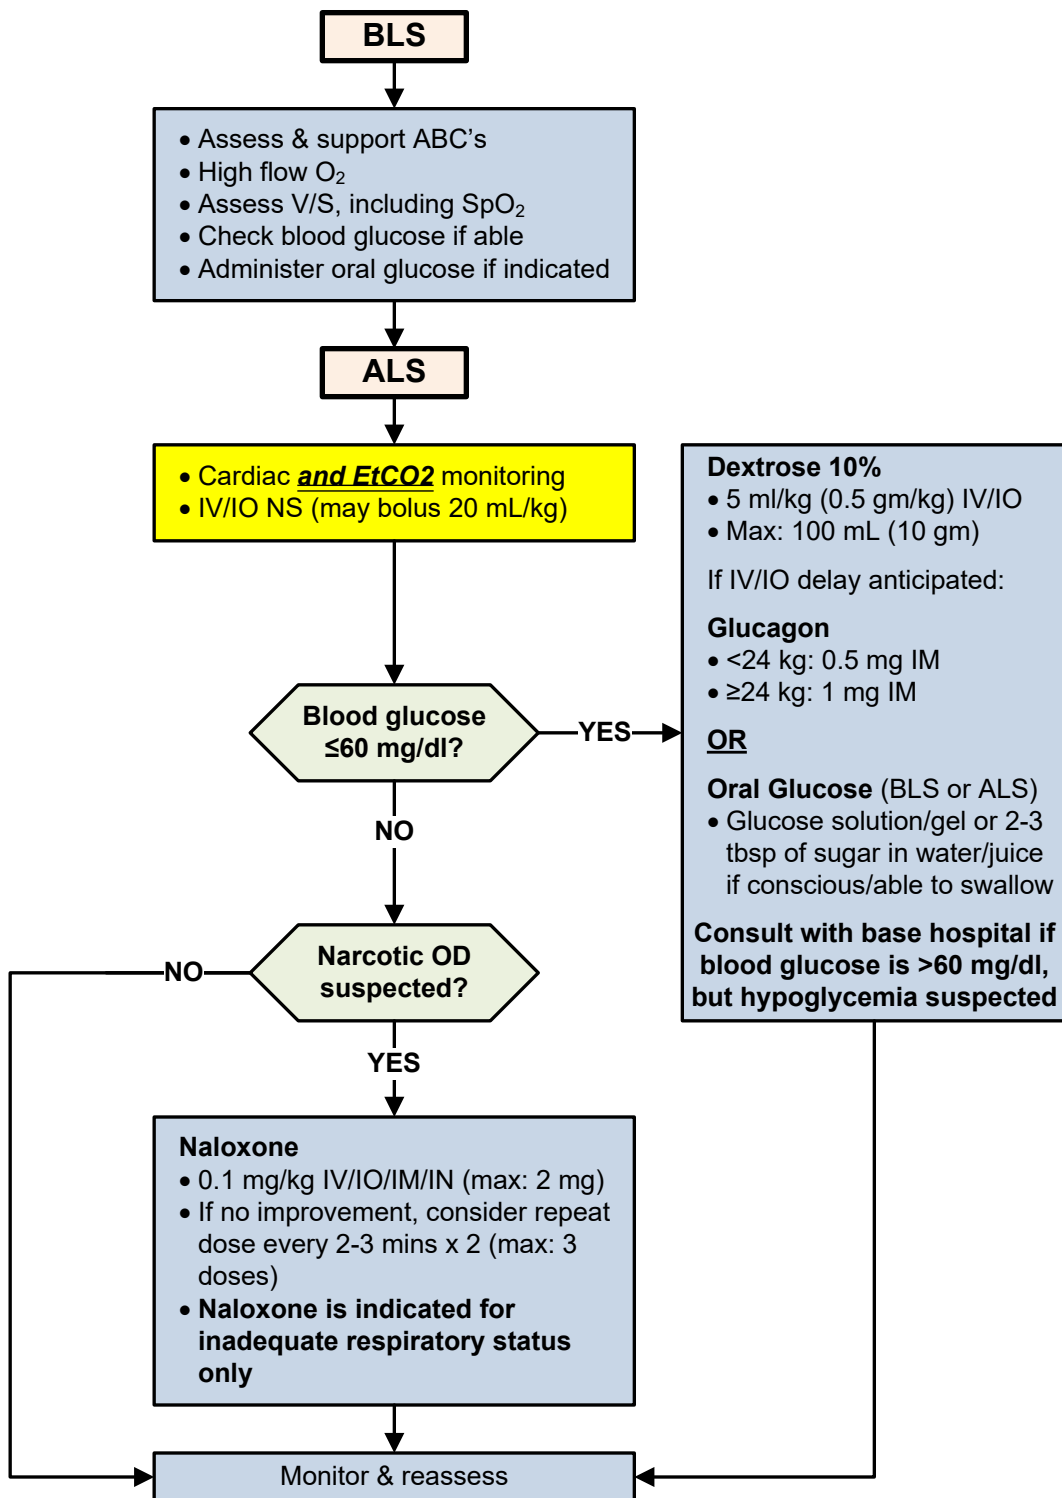 BLS
• Assess & support ABC’s
• High flow O₂
• Assess V/S, including SpO₂
• Check blood glucose if able
• Administer oral glucose if indicated
ALS
• Cardiac and EtCO2 monitoring
• IV/IO NS (may bolus 20 mL/kg)
Blood glucose
≤60 mg/dl?
YES
Dextrose 10%
• 5 ml/kg (0.5 gm/kg) IV/IO
• Max: 100 mL (10 gm)
If IV/IO delay anticipated:
Glucagon
• <24 kg: 0.5 mg IM
• ≥24 kg: 1 mg IM
OR
Oral Glucose (BLS or ALS)
• Glucose solution/gel or 2-3
tbsp of sugar in water/juice
if conscious/able to swallow
Consult with base hospital if
blood glucose is >60 mg/dl,
but hypoglycemia suspected
NO
Narcotic OD
suspected?
NO
YES
Naloxone
• 0.1 mg/kg IV/IO/IM/IN (max: 2 mg)
• If no improvement, consider repeat
dose every 2-3 mins x 2 (max: 3
doses)
• Naloxone is indicated for
inadequate respiratory status
only
Monitor & reassess